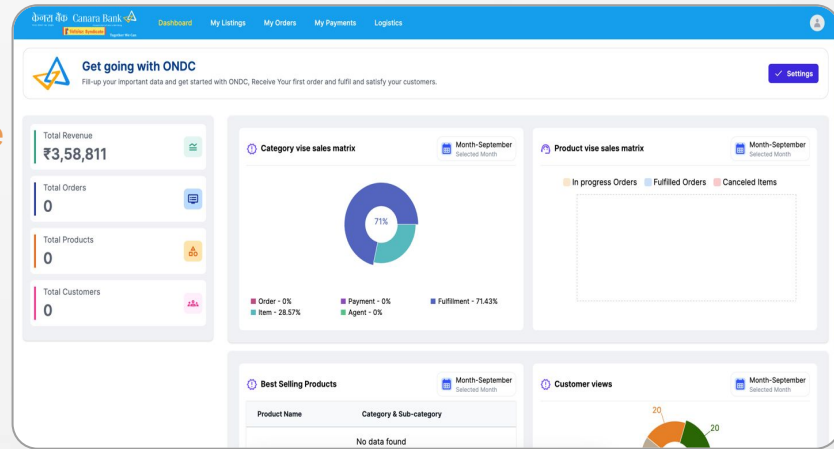 केनरा बैंक Canara Bank
Together We Can
Dashboard
My Listings
My Orders
My Payments
Logistics
Get going with ONDC
Fill-up your important data and get started with ONDC, Receive Your first order and fulfil and satisfy your customers.
Settings
Total Revenue
₹3,58,811
Total Orders
0
Total Products
0
Total Customers
0
Category vise sales matrix
Month-September
Selected Month
71%
Order - 0%
Payment - 0%
Fulfillment - 71.43%
Item - 28.57%
Agent - 0%
Product vise sales matrix
Month-September
Selected Month
In progress Orders
Fulfilled Orders
Canceled Items
Best Selling Products
Month-September
Selected Month
Product Name
Category & Sub-category
No data found
Customer views
Month-September
Selected Month
20
20